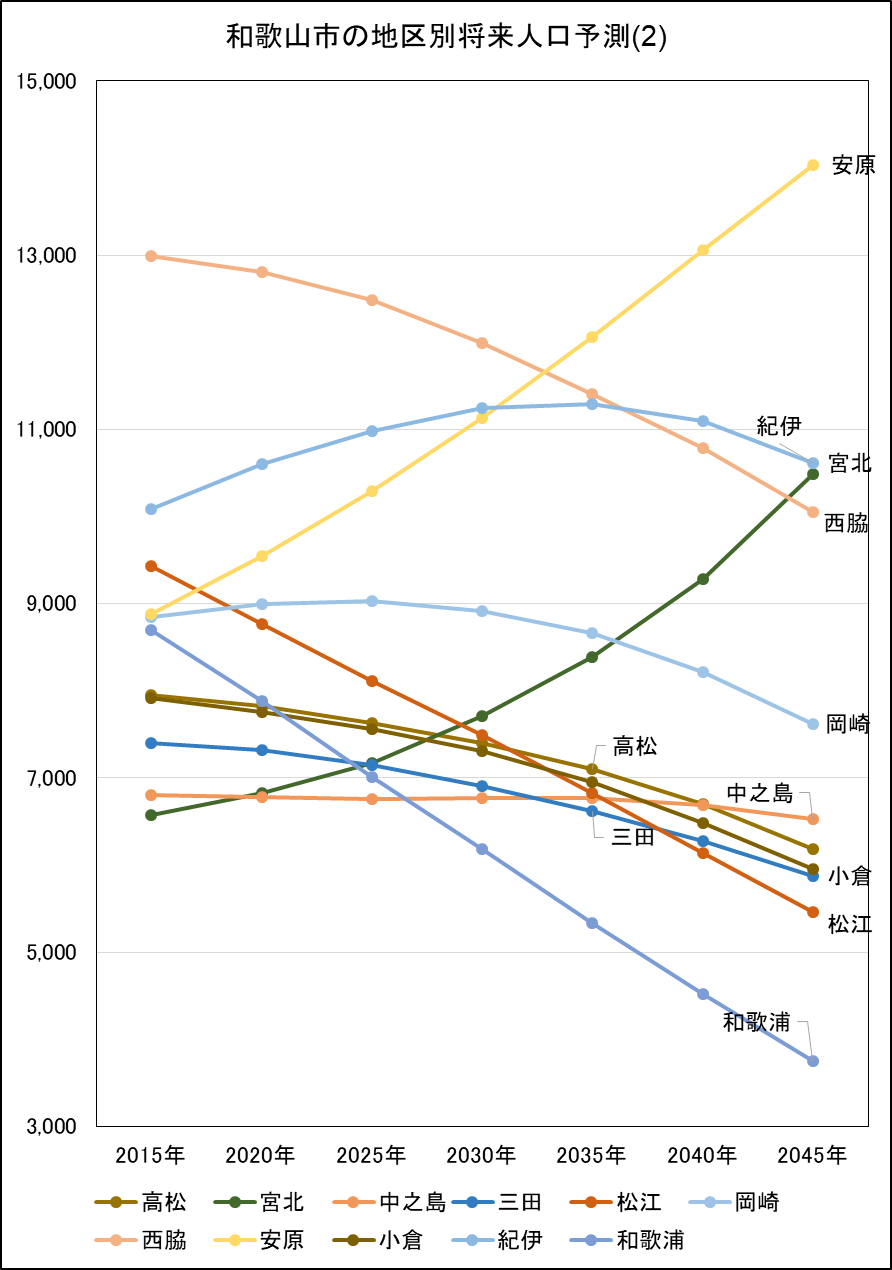 和歌山市の地区別将来人口予測(2)
15,000
安原
13,000
11,000
紀伊
宮北
西脇
9,000
岡崎
高松
7,000
中之島
三田
小倉
松江
5,000
和歌浦
3,000
2015年 2020年 2025年 2030年 2035年 2040年 2045年
高松 宮北 中之島 三田 松江 岡崎
西脇 安原 小倉 紀伊 和歌浦